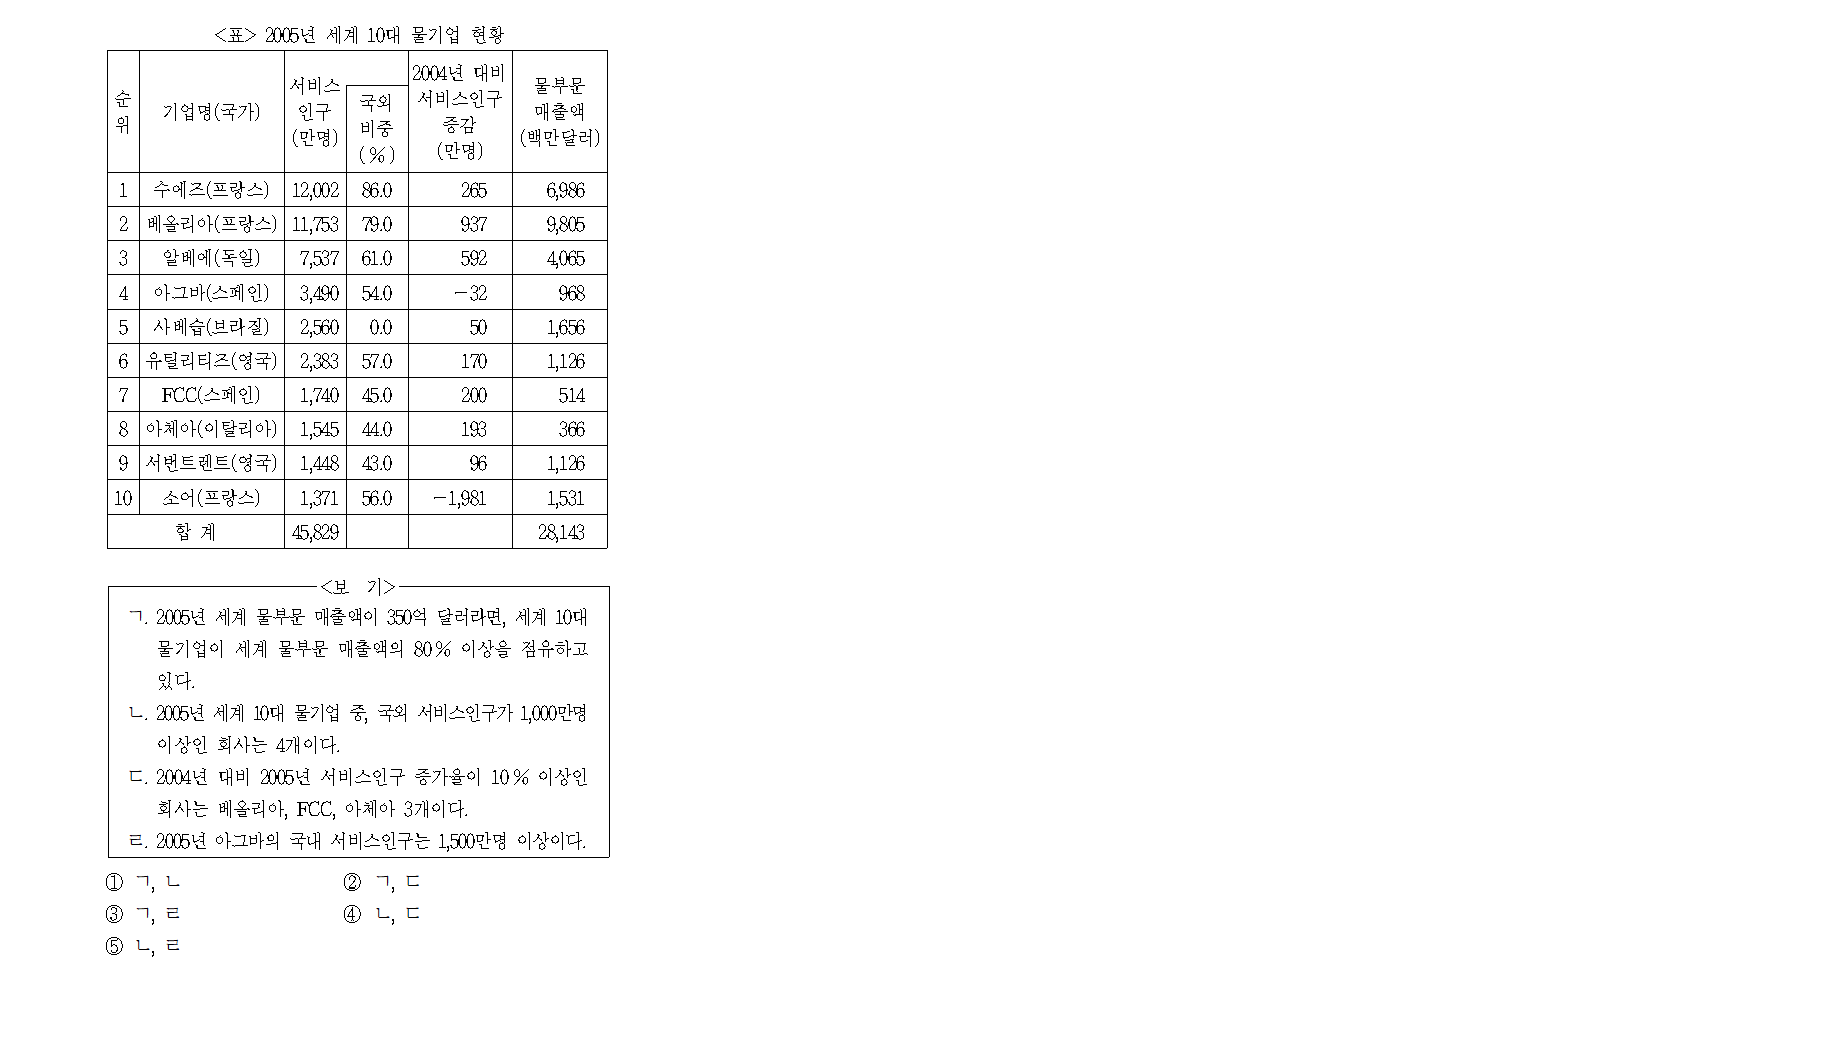 <표> 2005년 세계 10대 물기업 현황
순위 기업명(국가) 서비스인구(만명) 국외비중(%) 2004년 대비 서비스인구 증감(만명) 물부문 매출액(백만달러)
1 수에즈(프랑스) 12,002 86.0 265 6,986
2 베올리아(프랑스) 11,753 79.0 937 9,805
3 알베에(독일) 7,537 61.0 592 4,065
4 아그바(스페인) 3,490 54.0 -32 968
5 사베습(브라질) 2,560 0.0 50 1,656
6 유틸리티즈(영국) 2,383 57.0 170 1,126
7 FCC(스페인) 1,740 45.0 200 514
8 아체아(이탈리아) 1,545 44.0 193 366
9 서번트렌트(영국) 1,448 43.0 96 1,126
10 소어(프랑스) 1,371 56.0 -1,981 1,531
합 계 45,829 28,143
<보 기>
ㄱ. 2005년 세계 물부문 매출액이 350억 달러라면, 세계 10대
물기업이 세계 물부문 매출액의 80% 이상을 점유하고
있다.
ㄴ. 2005년 세계 10대 물기업 중, 국외 서비스인구가 1,000만명
이상인 회사는 4개이다.
ㄷ. 2004년 대비 2005년 서비스인구 증가율이 10% 이상인
회사는 베올리아, FCC, 아체아 3개이다.
ㄹ. 2005년 아그바의 국내 서비스인구는 1,500만명 이상이다.
① ㄱ, ㄴ ② ㄱ, ㄷ
③ ㄱ, ㄹ ④ ㄴ, ㄷ
⑤ ㄴ, ㄹ